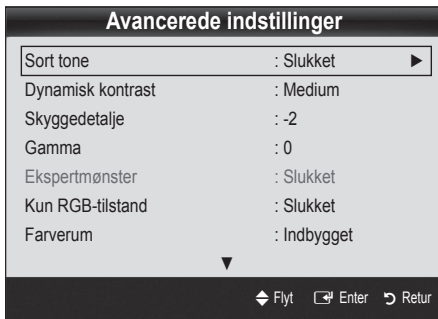 Avancerede indstillinger
Sort tone : Slukket ►
Dynamisk kontrast : Medium
Skyggedetalje : -2
Gamma : 0
Ekspertmønster : Slukket
Kun RGB-tilstand : Slukket
Farverum : Indbygget
▼
Flyt Enter Retur